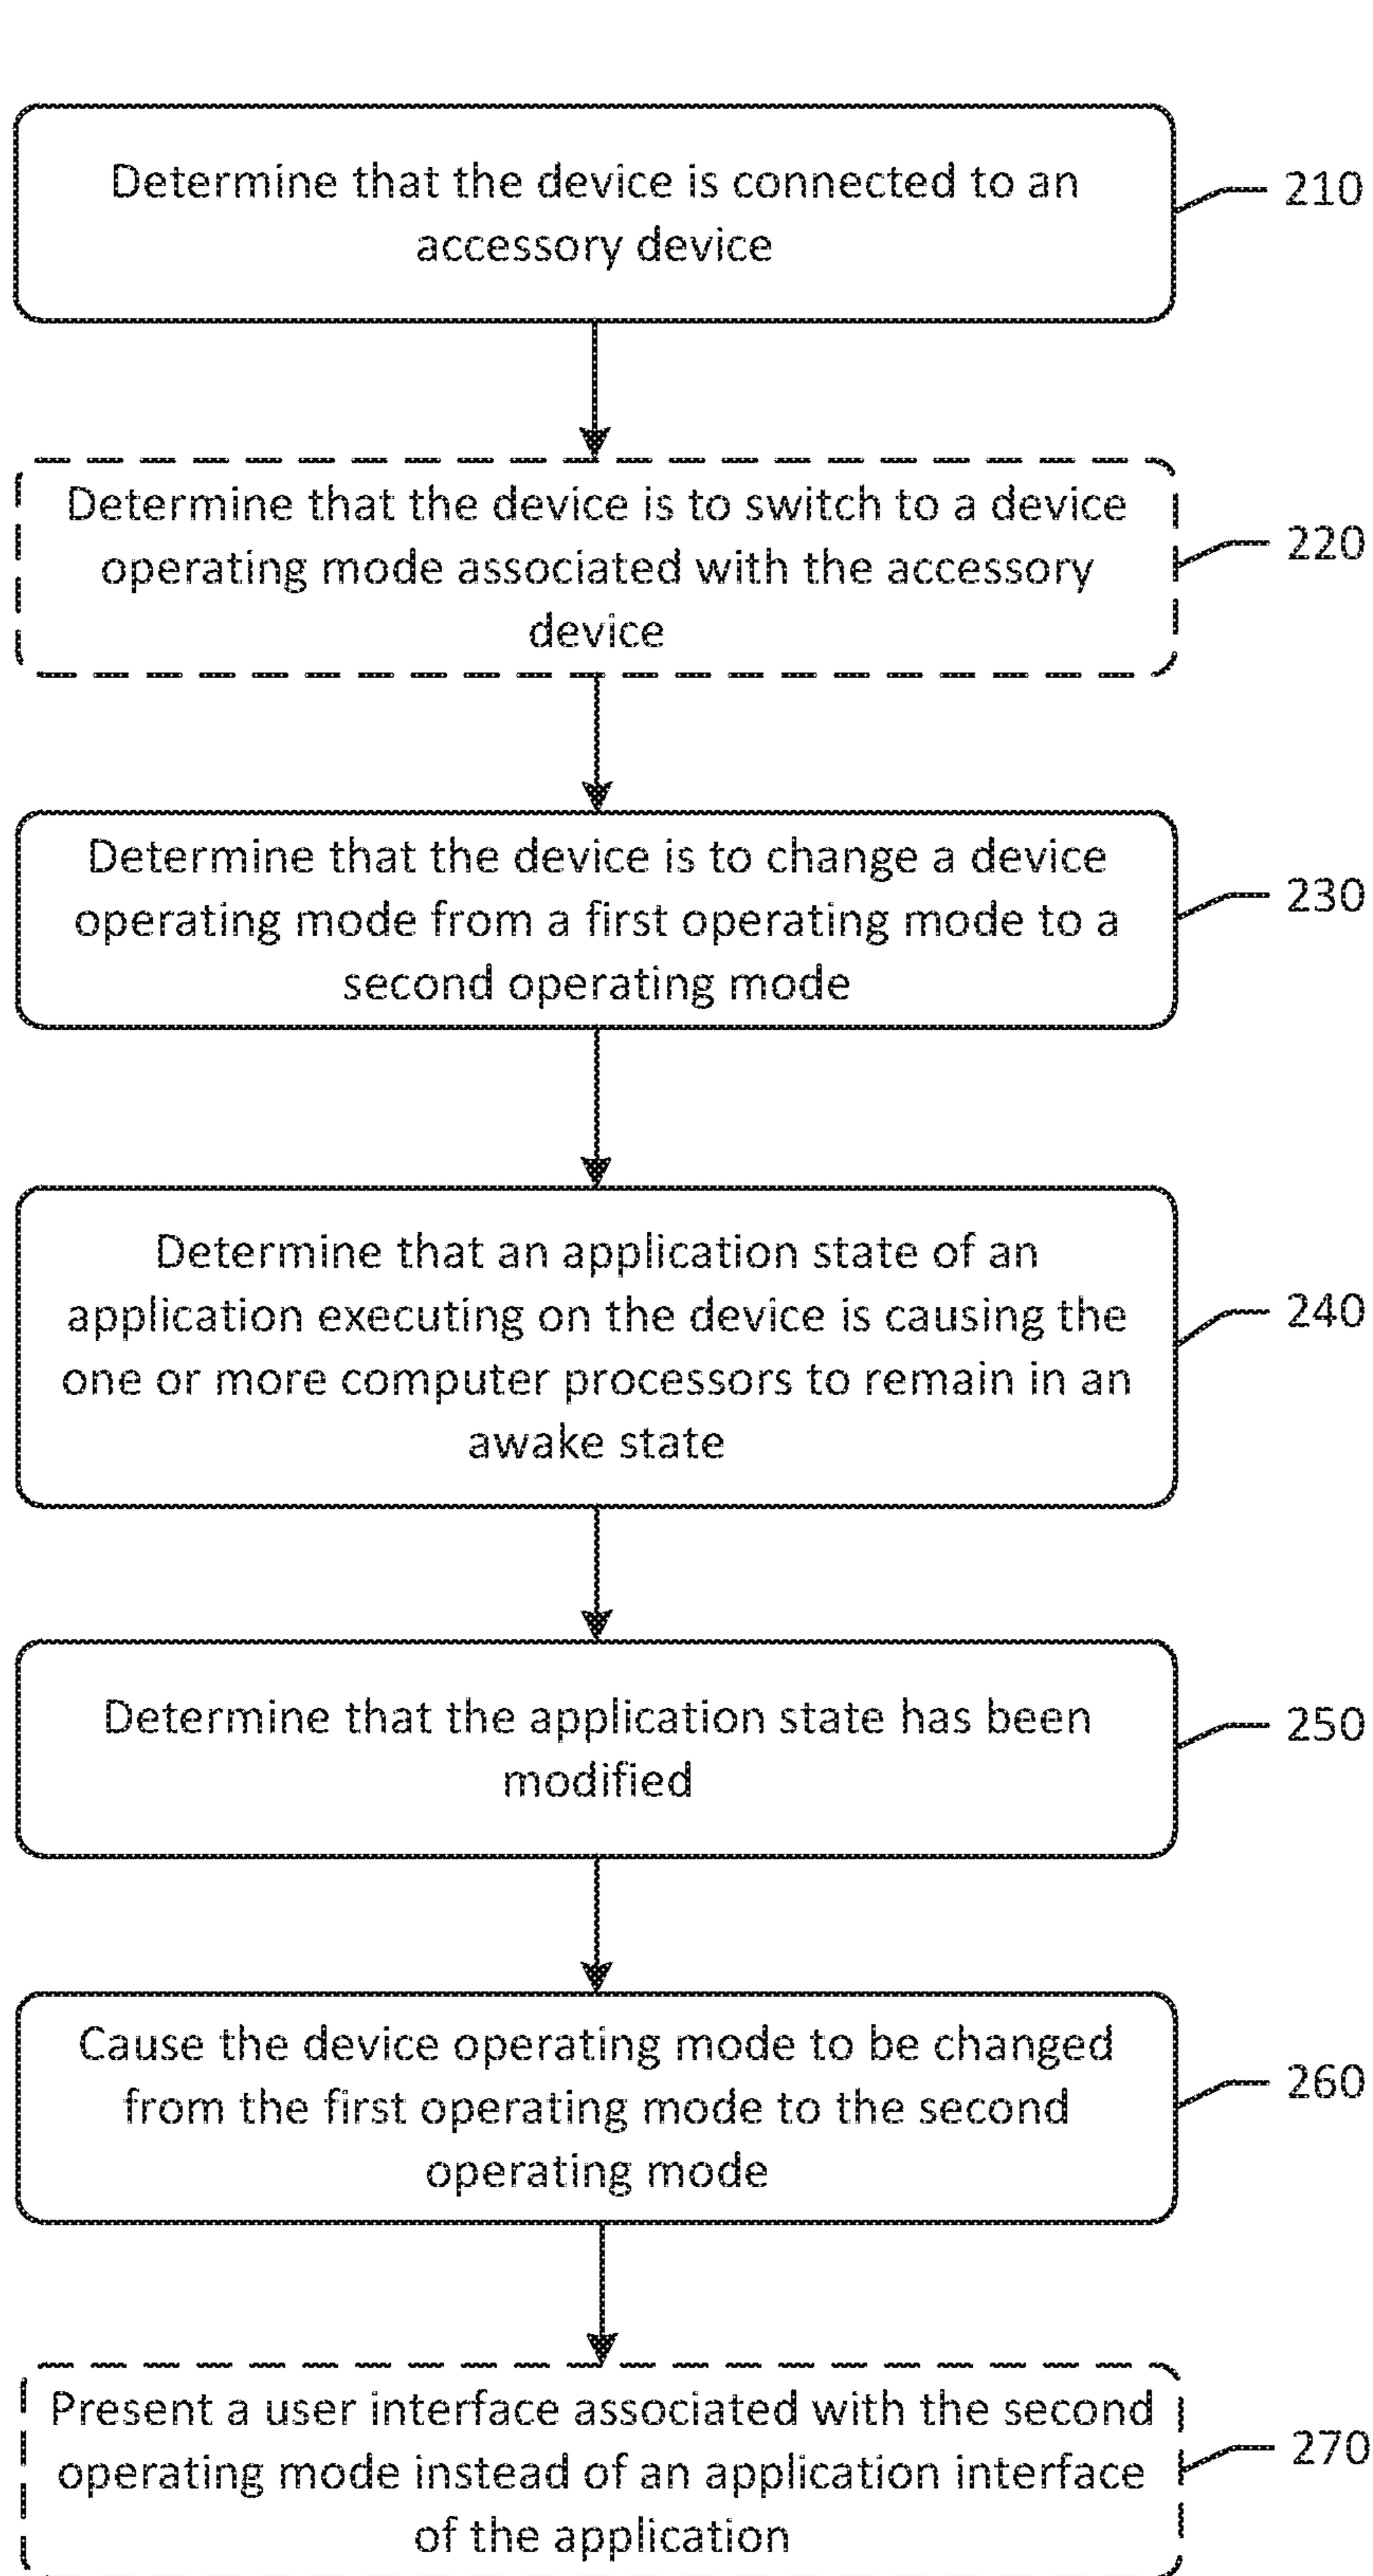 Determine that the device is connected to an
accessory device
210
Determine that the device is to switch to a device
operating mode associated with the accessory
device
220
Determine that the device is to change a device
operating mode from a first operating mode to a
second operating mode
230
Determine that an application state of an
application executing on the device is causing the
one or more computer processors to remain in an
awake state
240
Determine that the application state has been
modified
250
Cause the device operating mode to be changed
from the first operating mode to the second
operating mode
260
Present a user interface associated with the second
operating mode instead of an application interface
of the application
270